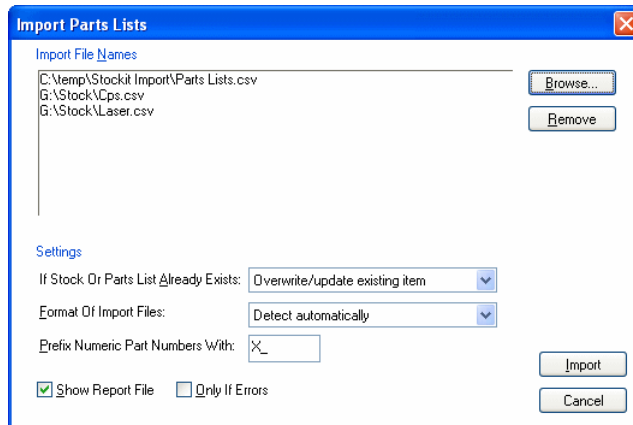 Import Parts Lists
Import File Names
C:\temp\Stockit Import\Parts Lists.csv
G:\Stock\Cps.csv
G:\Stock\Laser.csv
Browse...
Remove
Settings
If Stock Or Parts List Already Exists: Overwrite/update existing item
Format Of Import Files: Detect automatically
Prefix Numeric Part Numbers With: X_
Import
Show Report File Only If Errors
Cancel